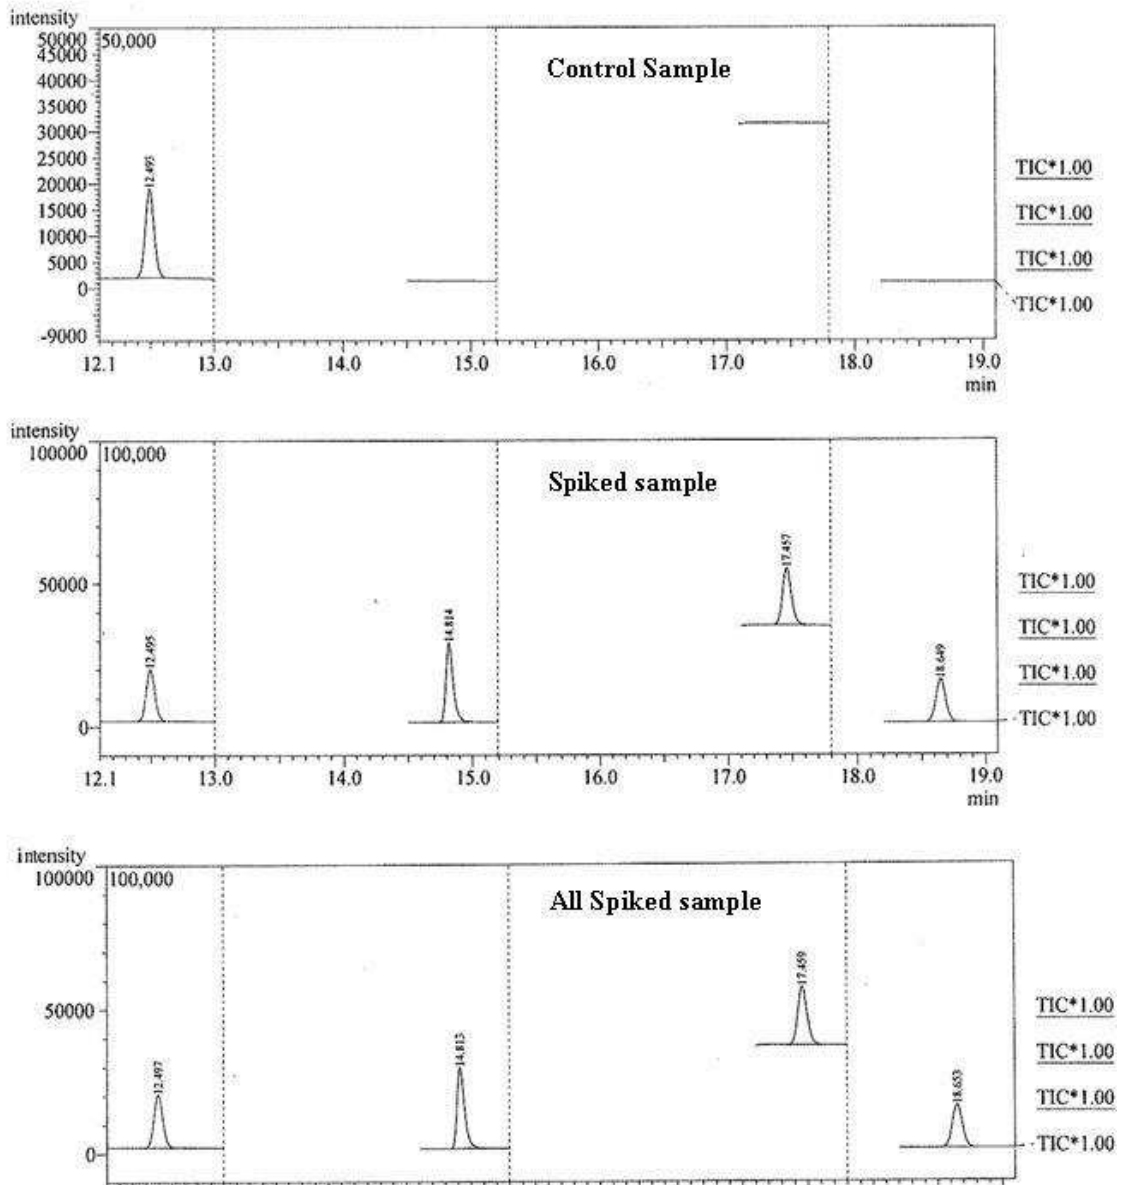 intensity
50000 50,000
45000
40000 Control Sample
35000
30000
25000 TIC*1.00
20000 12.493
15000 TIC*1.00
10000
5000 TIC*1.00
0 TIC*1.00
-9000
12.1 13.0 14.0 15.0 16.0 17.0 18.0 19.0
min
intensity
100000 100,000
Spiked sample
17.457
50000 TIC*1.00
14.814 TIC*1.00
12.495 18.649 TIC*1.00
0 TIC*1.00
12.1 13.0 14.0 15.0 16.0 17.0 18.0 19.0
min
intensity
100000 100,000
All Spiked sample
17.459
50000 TIC*1.00
14.813 TIC*1.00
12.497 18.653 TIC*1.00
0 TIC*1.00